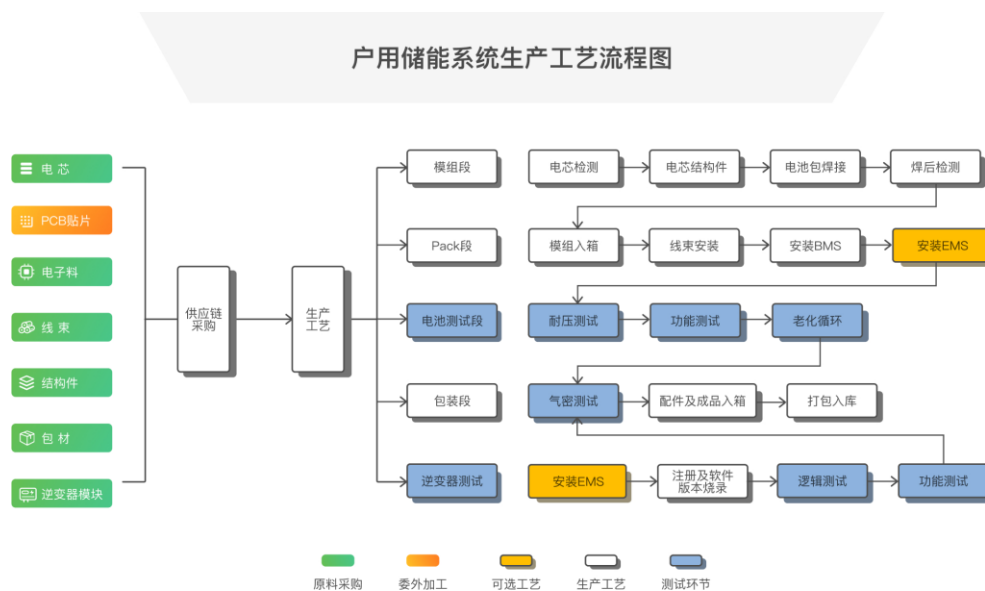 户用储能系统生产工艺流程图
电芯
PCB贴片
电子料
线束
结构件
包材
逆变器模块
供应链
采购
生产
工艺
模组段
电芯检测
电芯结构件
电池包焊接
焊后检测
Pack段
模组入箱
线束安装
安装BMS
安装EMS
电池测试段
耐压测试
功能测试
老化循环
包装段
气密测试
配件及成品入箱
打包入库
逆变器测试
安装EMS
注册及软件
版本烧录
逻辑测试
功能测试
原料采购
委外加工
可选工艺
生产工艺
测试环节